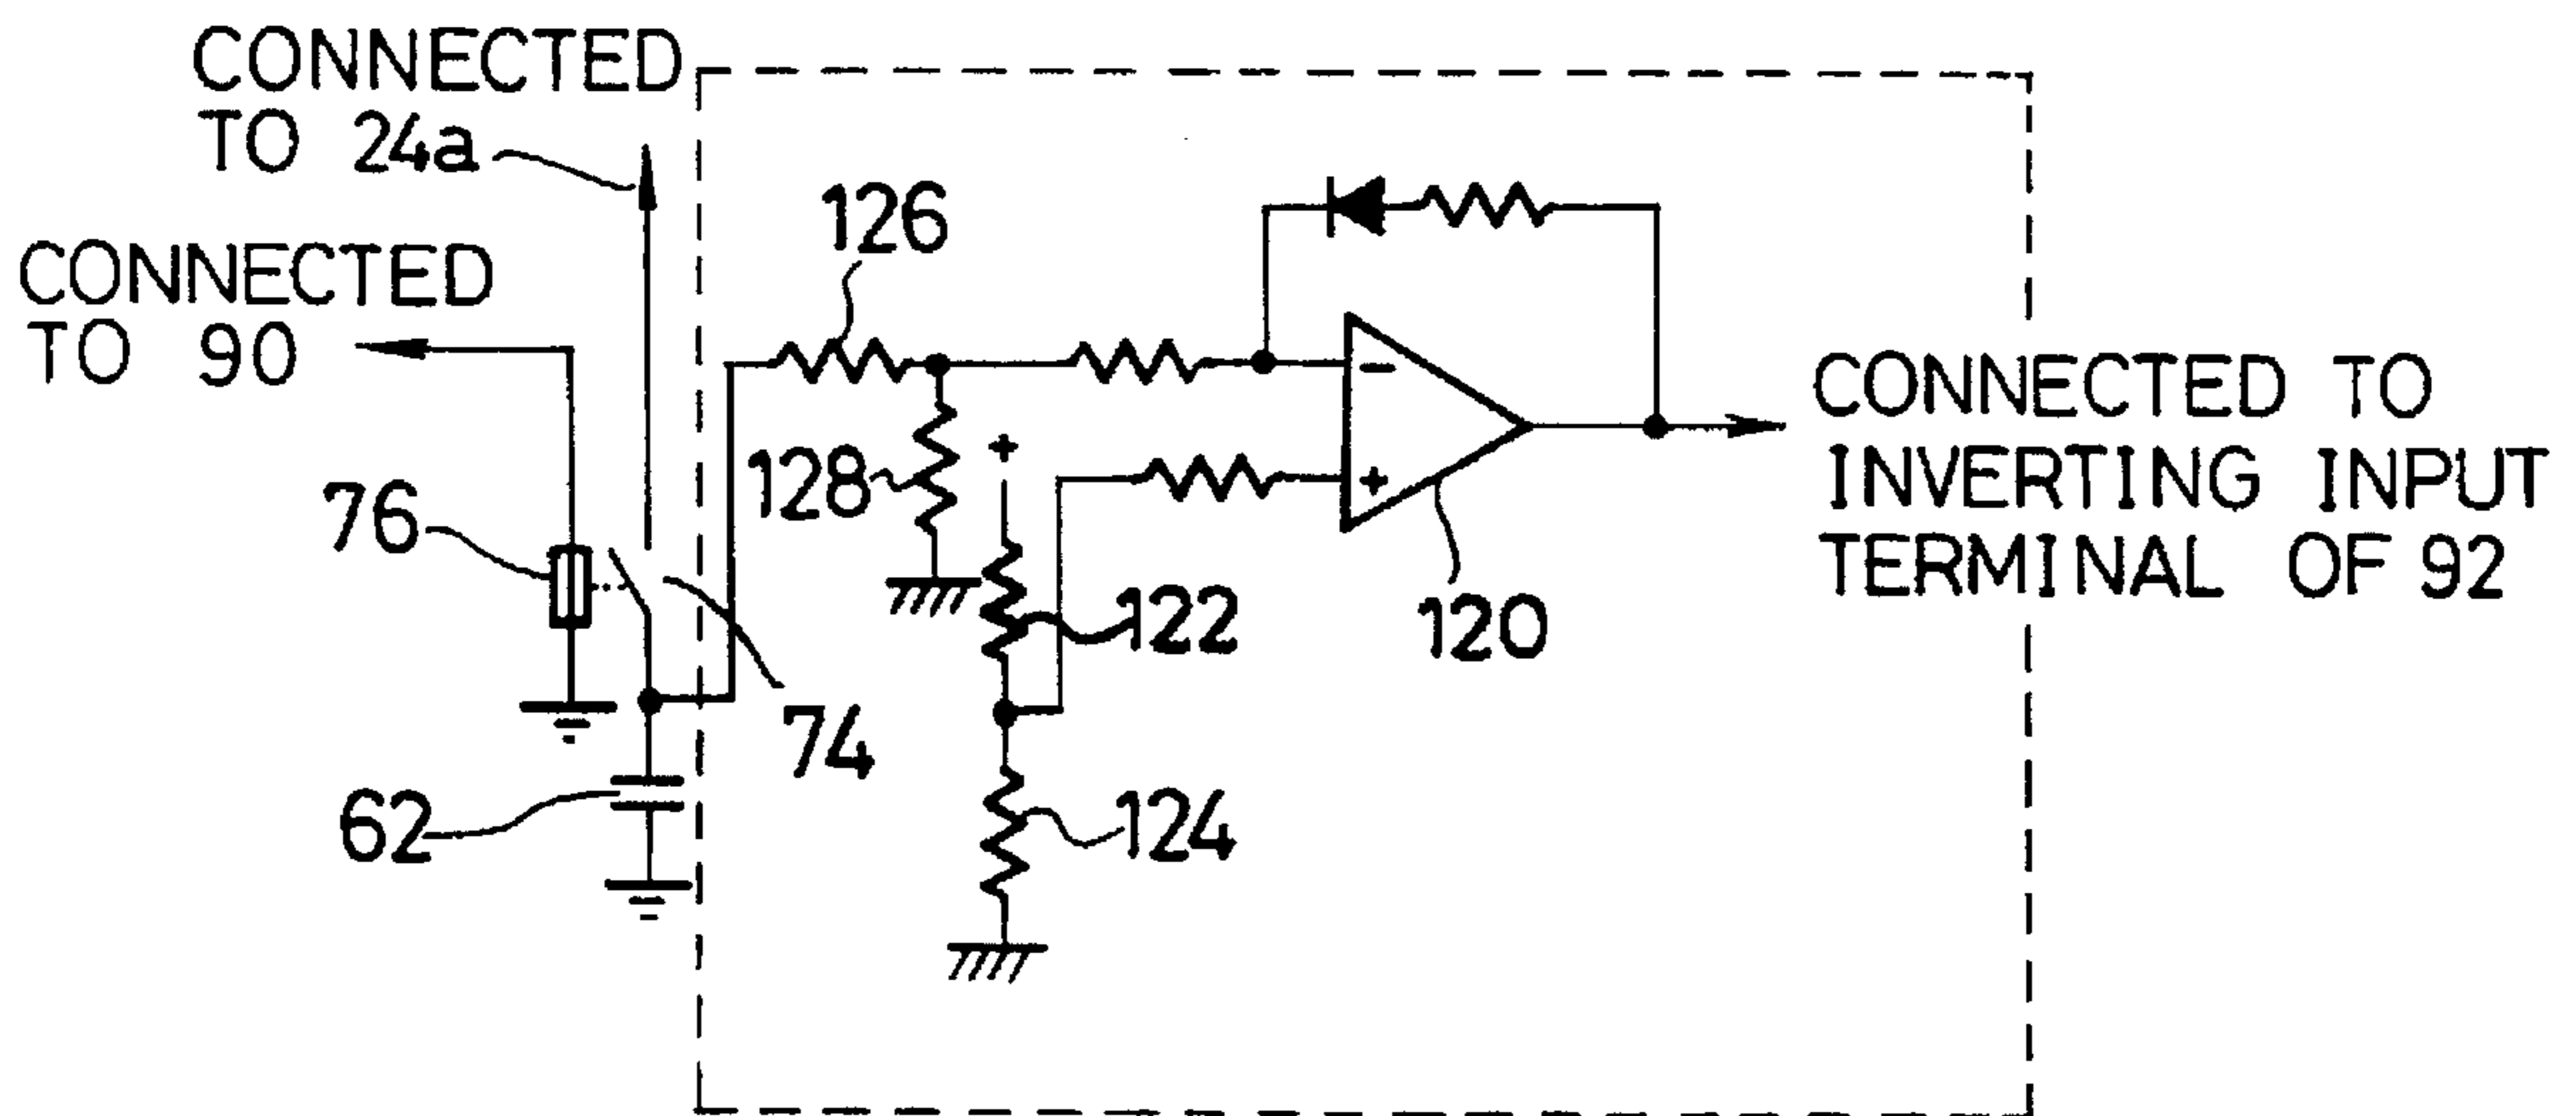 CONNECTED
TO 24a
CONNECTED
TO 90
126
128
+
76
122
120
-
+
CONNECTED TO
INVERTING INPUT
TERMINAL OF 92
74
62
124